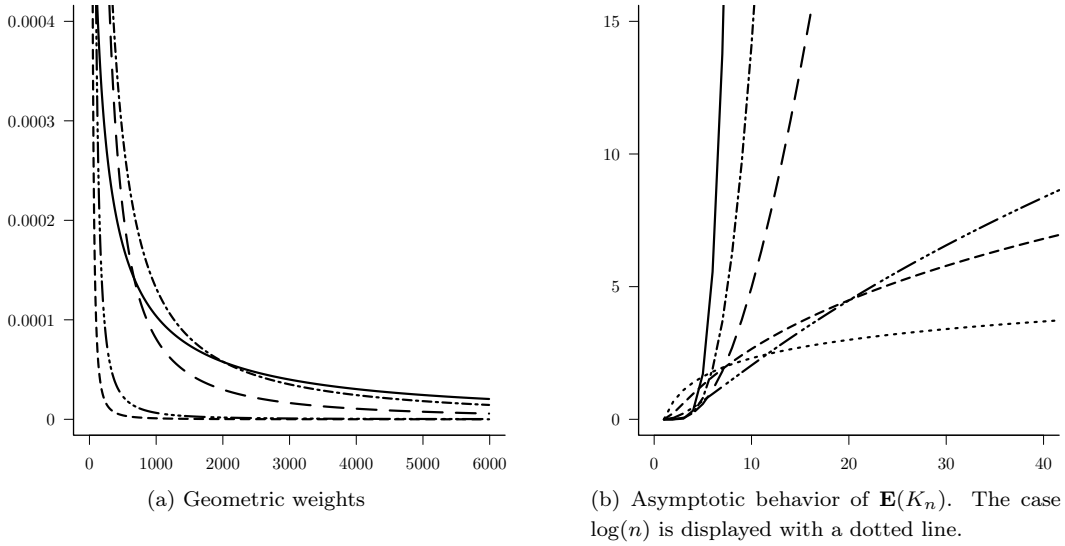 0.0004
0.0003
0.0002
0.0001
0
0 1000 2000 3000 4000 5000 6000
(a) Geometric weights
15
10
5
0
0 10 20 30 40
(b) Asymptotic behavior of E(Kₙ). The case
log(n) is displayed with a dotted line.